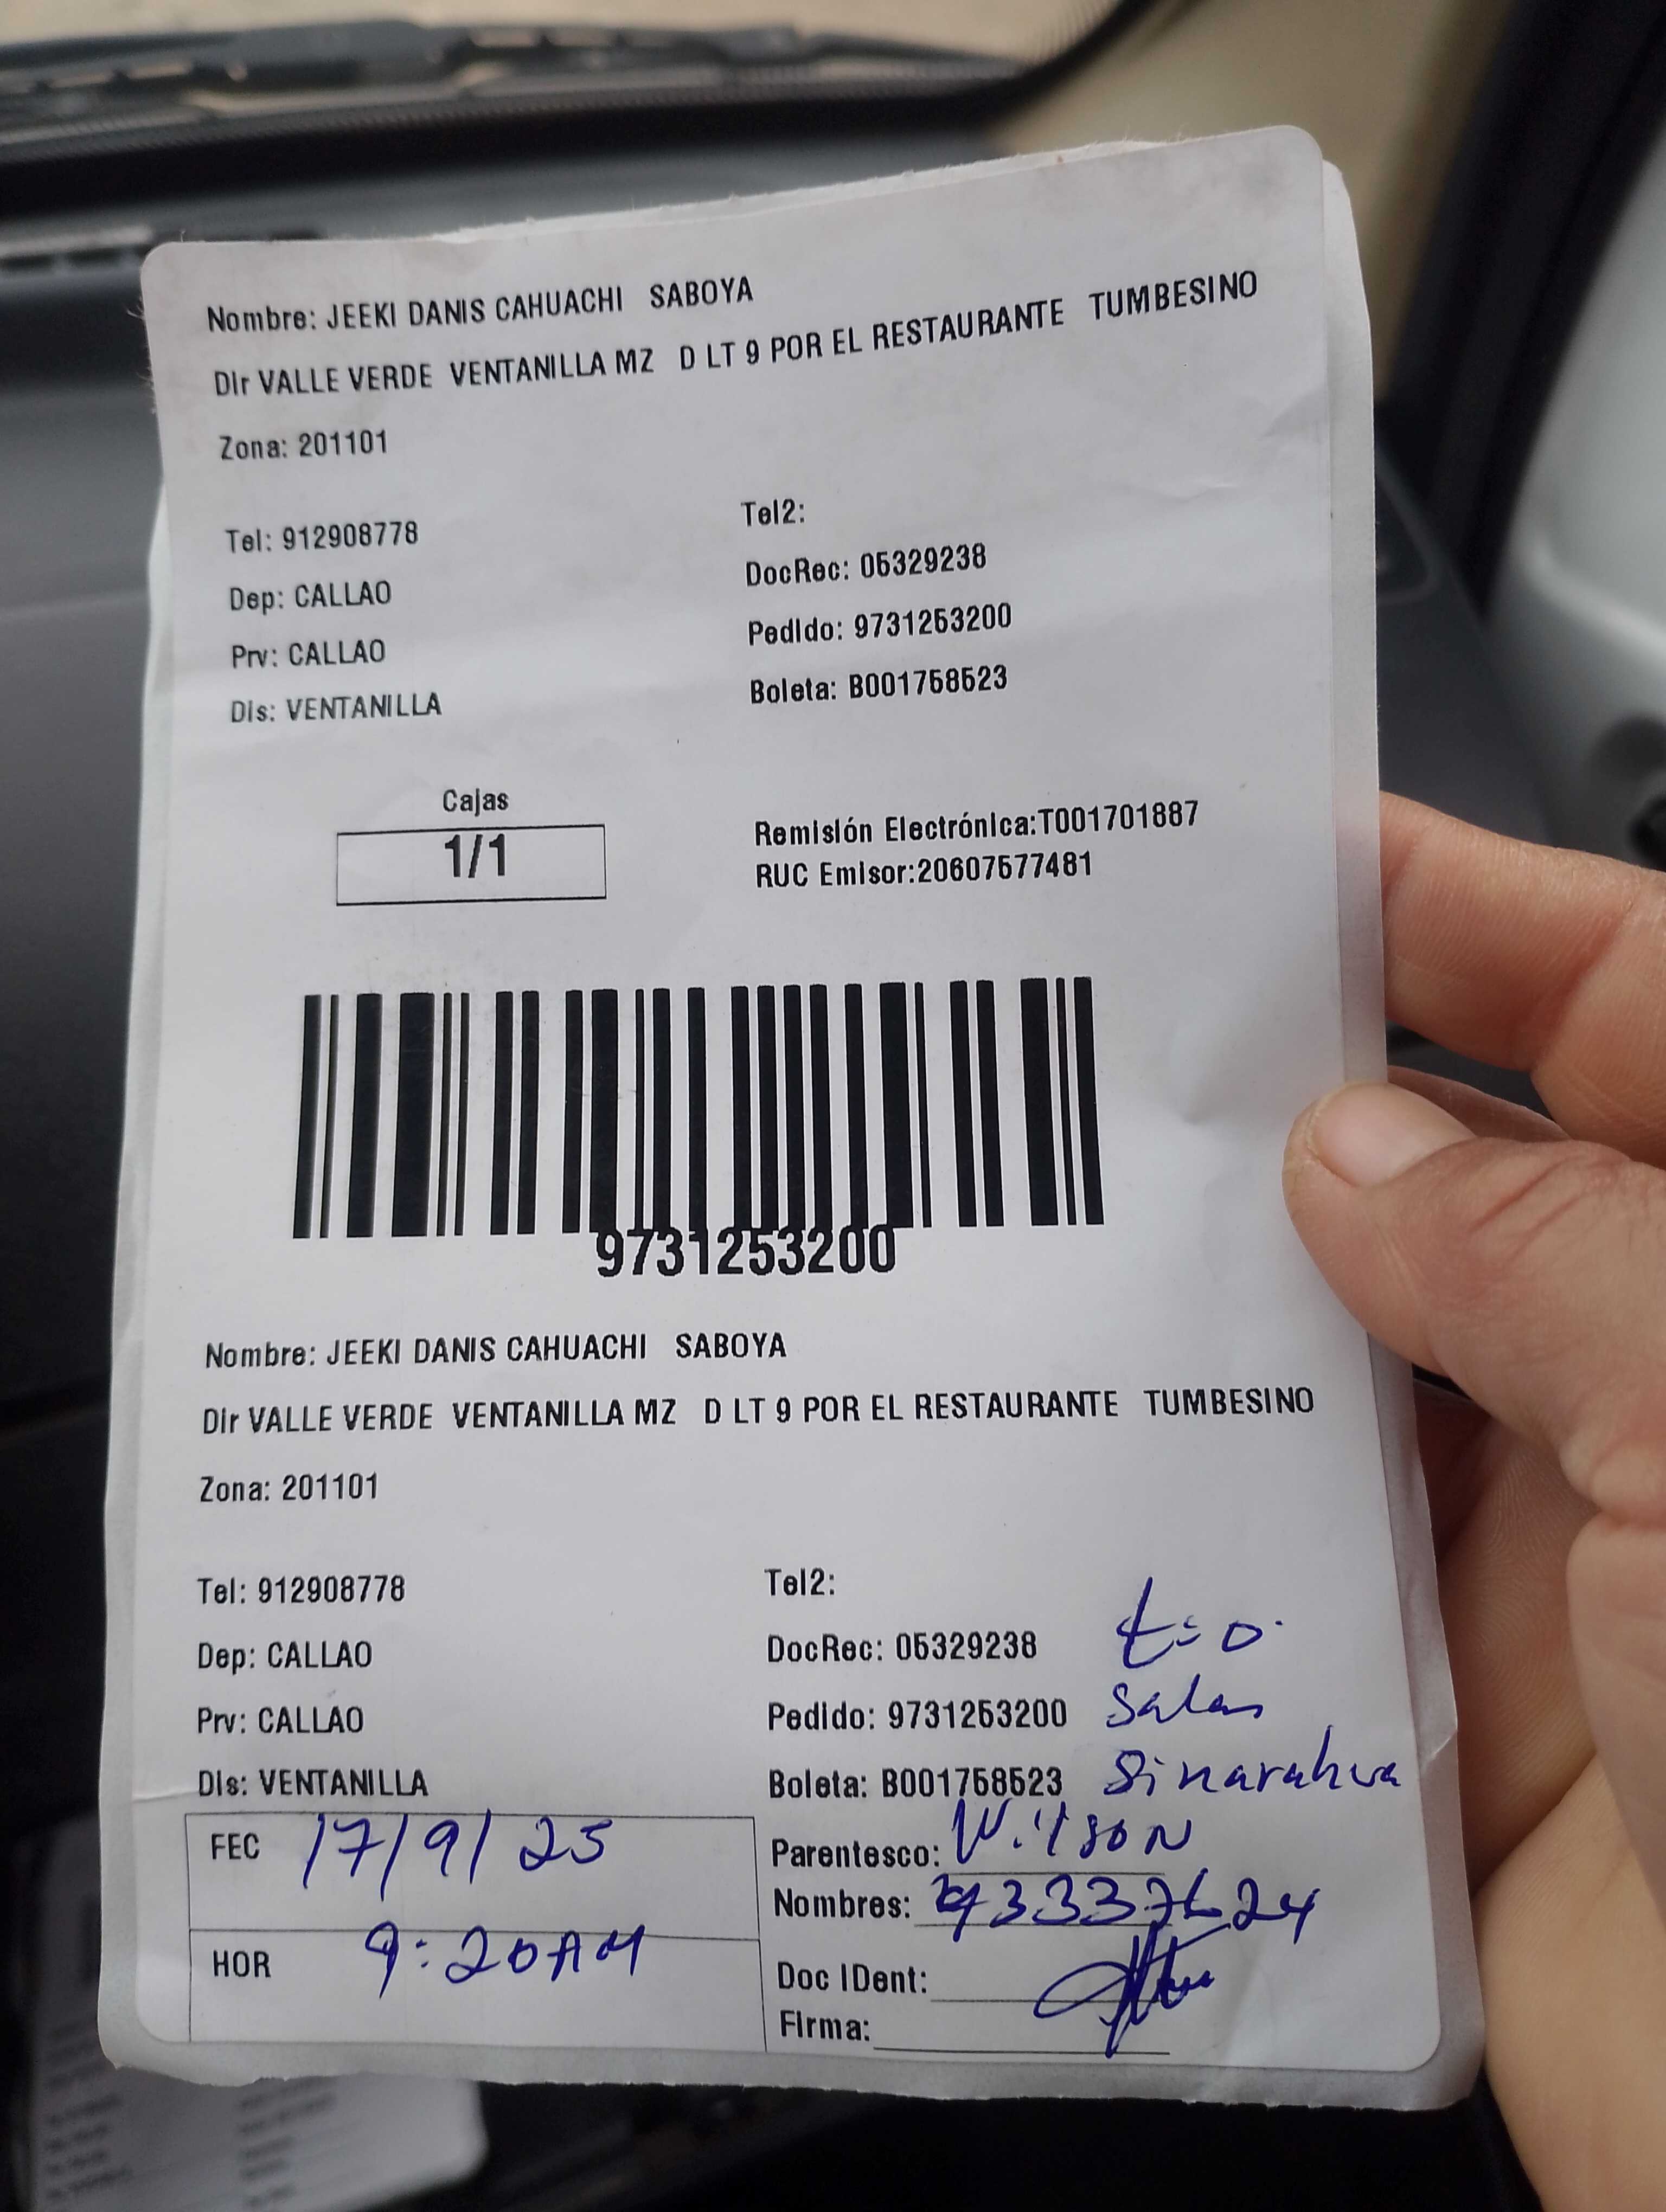 Nombre: JEEKI DANIS CAHUACHI SABOYA
Dir VALLE VERDE VENTANILLA MZ D LT 9 POR EL RESTAURANTE TUMBESINO
Zona: 201101
Tel: 912908778
Tel2:
Dep: CALLAO
DocRec: 05329238
Prv: CALLAO
Pedido: 9731253200
Dis: VENTANILLA
Boleta: B001758523
Cajas
1/1
Remisión Electrónica:T001701887
RUC Emisor:20607577481
9731253200
Nombre: JEEKI DANIS CAHUACHI SABOYA
Dir VALLE VERDE VENTANILLA MZ D LT 9 POR EL RESTAURANTE TUMBESINO
Zona: 201101
Tel: 912908778
Tel2:
Dep: CALLAO
DocRec: 05329238
Prv: CALLAO
Pedido: 9731253200 Salas
Dis: VENTANILLA
Boleta: B001758523 Sinarahua
FEC 17/9/25
Parentesco: Wilson
Nombres:
HOR 9:20AM
Doc IDent:
Firma: